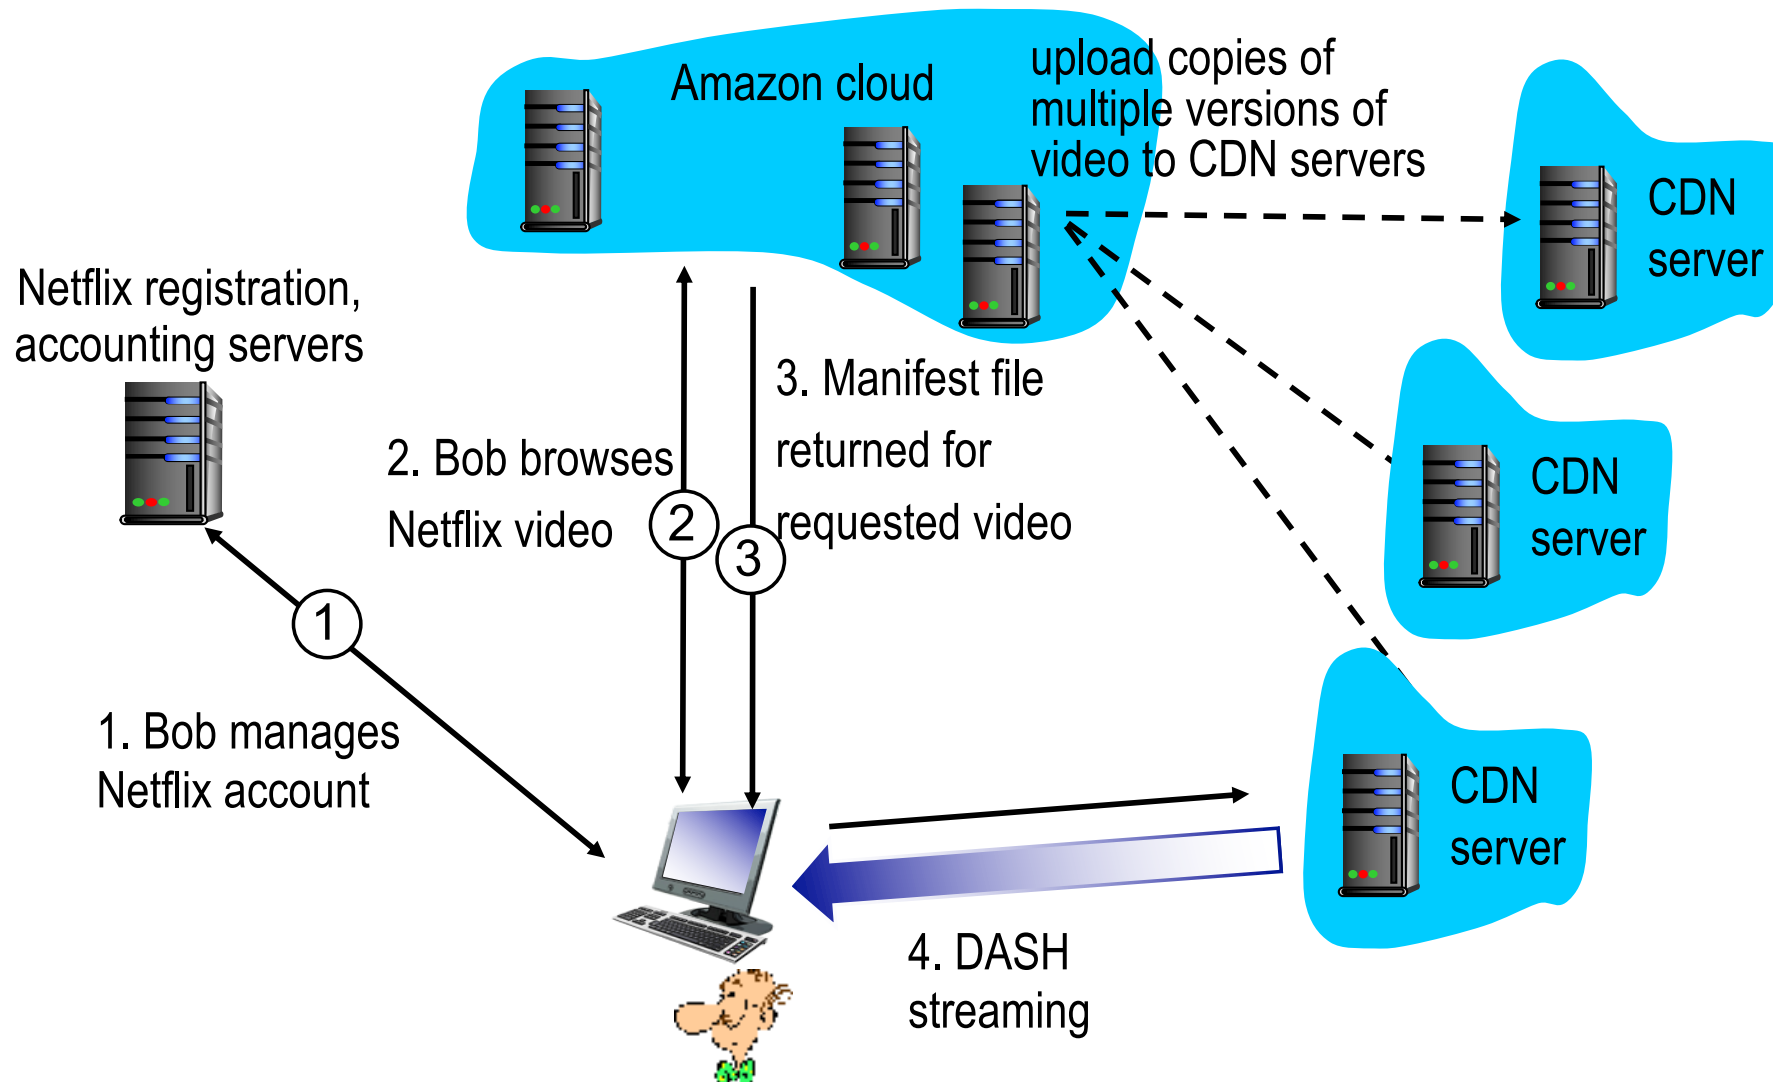 Amazon cloud
upload copies of
multiple versions of
video to CDN servers
CDN
server
Netflix registration,
accounting servers
3. Manifest file
returned for
requested video
2. Bob browses
Netflix video
2
3
CDN
server
1
1. Bob manages
Netflix account
CDN
server
4. DASH
streaming